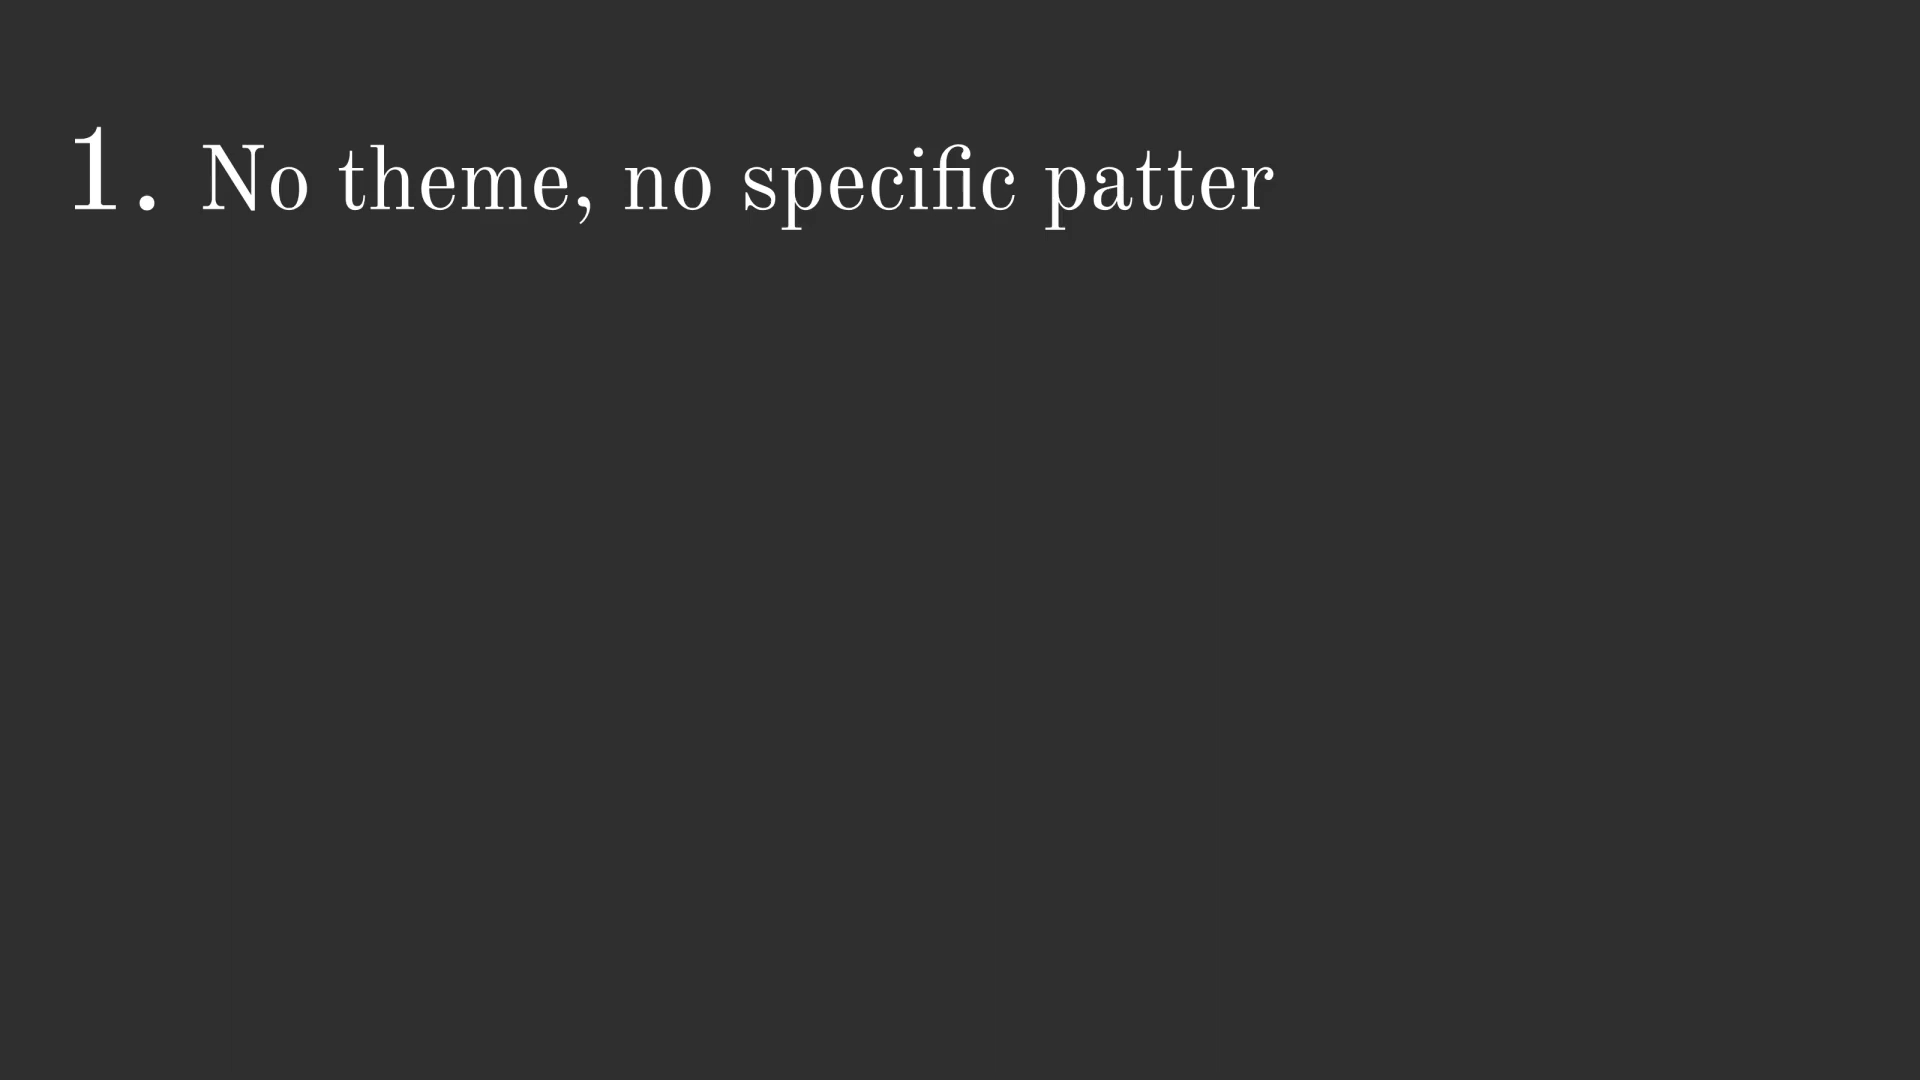 1. No theme, no specific patter